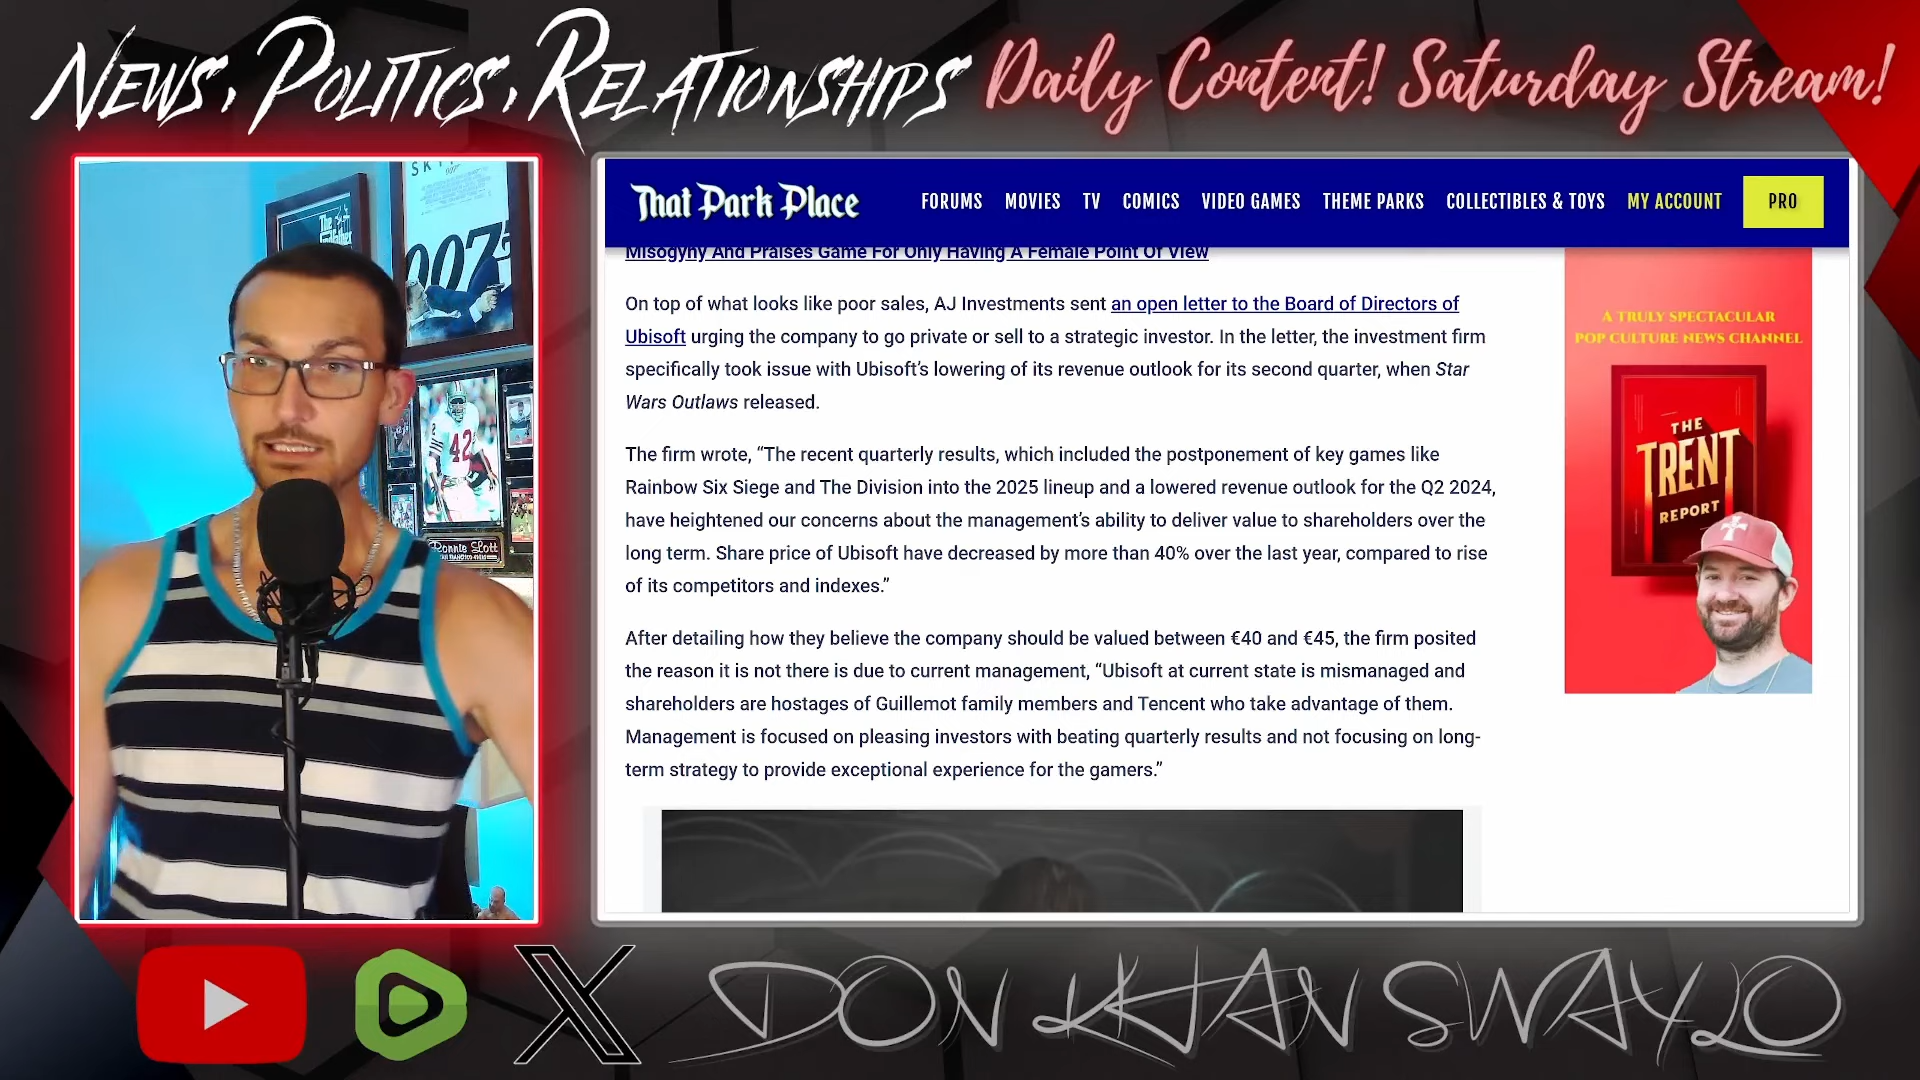 News, Politics, Relationships Daily Content! Saturday Stream!
SKY
007
The Godfather
007
42
Ronnie Lott
That Park Place
FORUMS MOVIES TV COMICS VIDEO GAMES THEME PARKS COLLECTIBLES & TOYS MY ACCOUNT PRO
Misogyny And Praises Game For Only Having A Female Point Of View
On top of what looks like poor sales, AJ Investments sent an open letter to the Board of Directors of
Ubisoft urging the company to go private or sell to a strategic investor. In the letter, the investment firm
specifically took issue with Ubisoft’s lowering of its revenue outlook for its second quarter, when Star
Wars Outlaws released.
The firm wrote, “The recent quarterly results, which included the postponement of key games like
Rainbow Six Siege and The Division into the 2025 lineup and a lowered revenue outlook for the Q2 2024,
have heightened our concerns about the management’s ability to deliver value to shareholders over the
long term. Share price of Ubisoft have decreased by more than 40% over the last year, compared to rise
of its competitors and indexes.”
After detailing how they believe the company should be valued between €40 and €45, the firm posited
the reason it is not there is due to current management, “Ubisoft at current state is mismanaged and
shareholders are hostages of Guillemot family members and Tencent who take advantage of them.
Management is focused on pleasing investors with beating quarterly results and not focusing on long-
term strategy to provide exceptional experience for the gamers.”
A TRULY SPECTACULAR
POP CULTURE NEWS CHANNEL
THE
TRENT
REPORT
DON KHAN SWAYLO